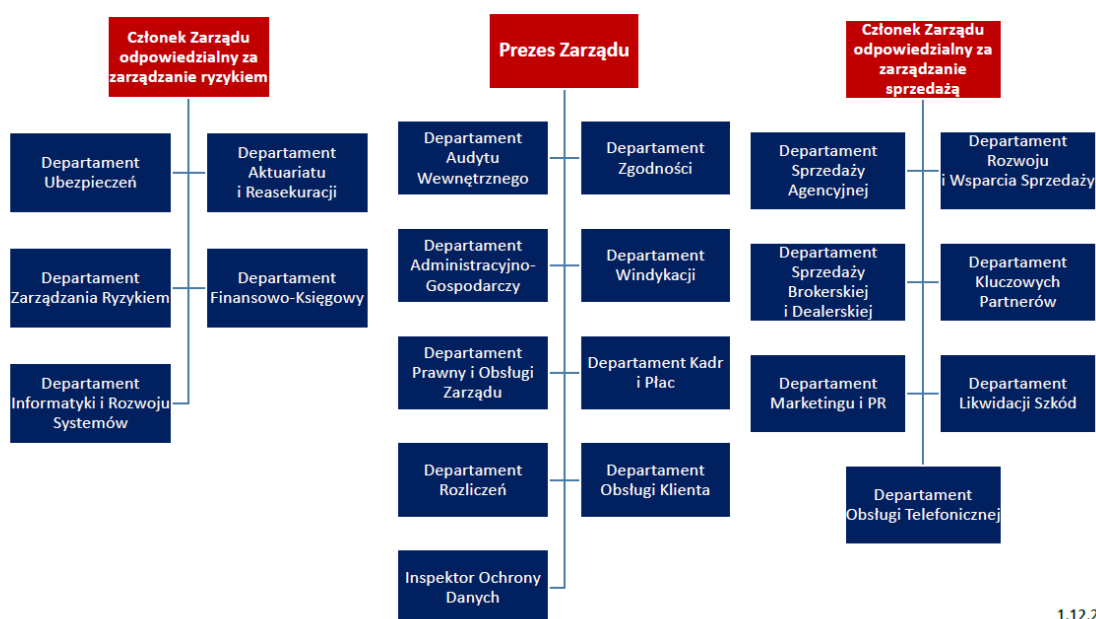 Członek Zarządu
odpowiedzialny za
zarządzanie ryzykiem
Departament
Ubezpieczeń
Departament
Aktuariatu
i Reasekuracji
Departament
Zarządzania Ryzykiem
Departament
Finansowo-Księgowy
Departament
Informatyki i Rozwoju
Systemów
Prezes Zarządu
Departament
Audytu
Wewnętrznego
Departament
Zgodności
Departament
Administracyjno-
Gospodarczy
Departament
Windykacji
Departament
Prawny i Obsługi
Zarządu
Departament Kadr
i Płac
Departament
Rozliczeń
Departament
Obsługi Klienta
Inspektor Ochrony
Danych
Członek Zarządu
odpowiedzialny za
zarządzanie
sprzedażą
Departament
Sprzedaży
Agencyjnej
Departament
Rozwoju
i Wsparcia Sprzedaży
Departament
Sprzedaży
Brokerskiej
i Dealerskiej
Departament
Kluczowych
Partnerów
Departament
Marketingu i PR
Departament
Likwidacji Szkód
Departament
Obsługi Telefonicznej
1.12.2